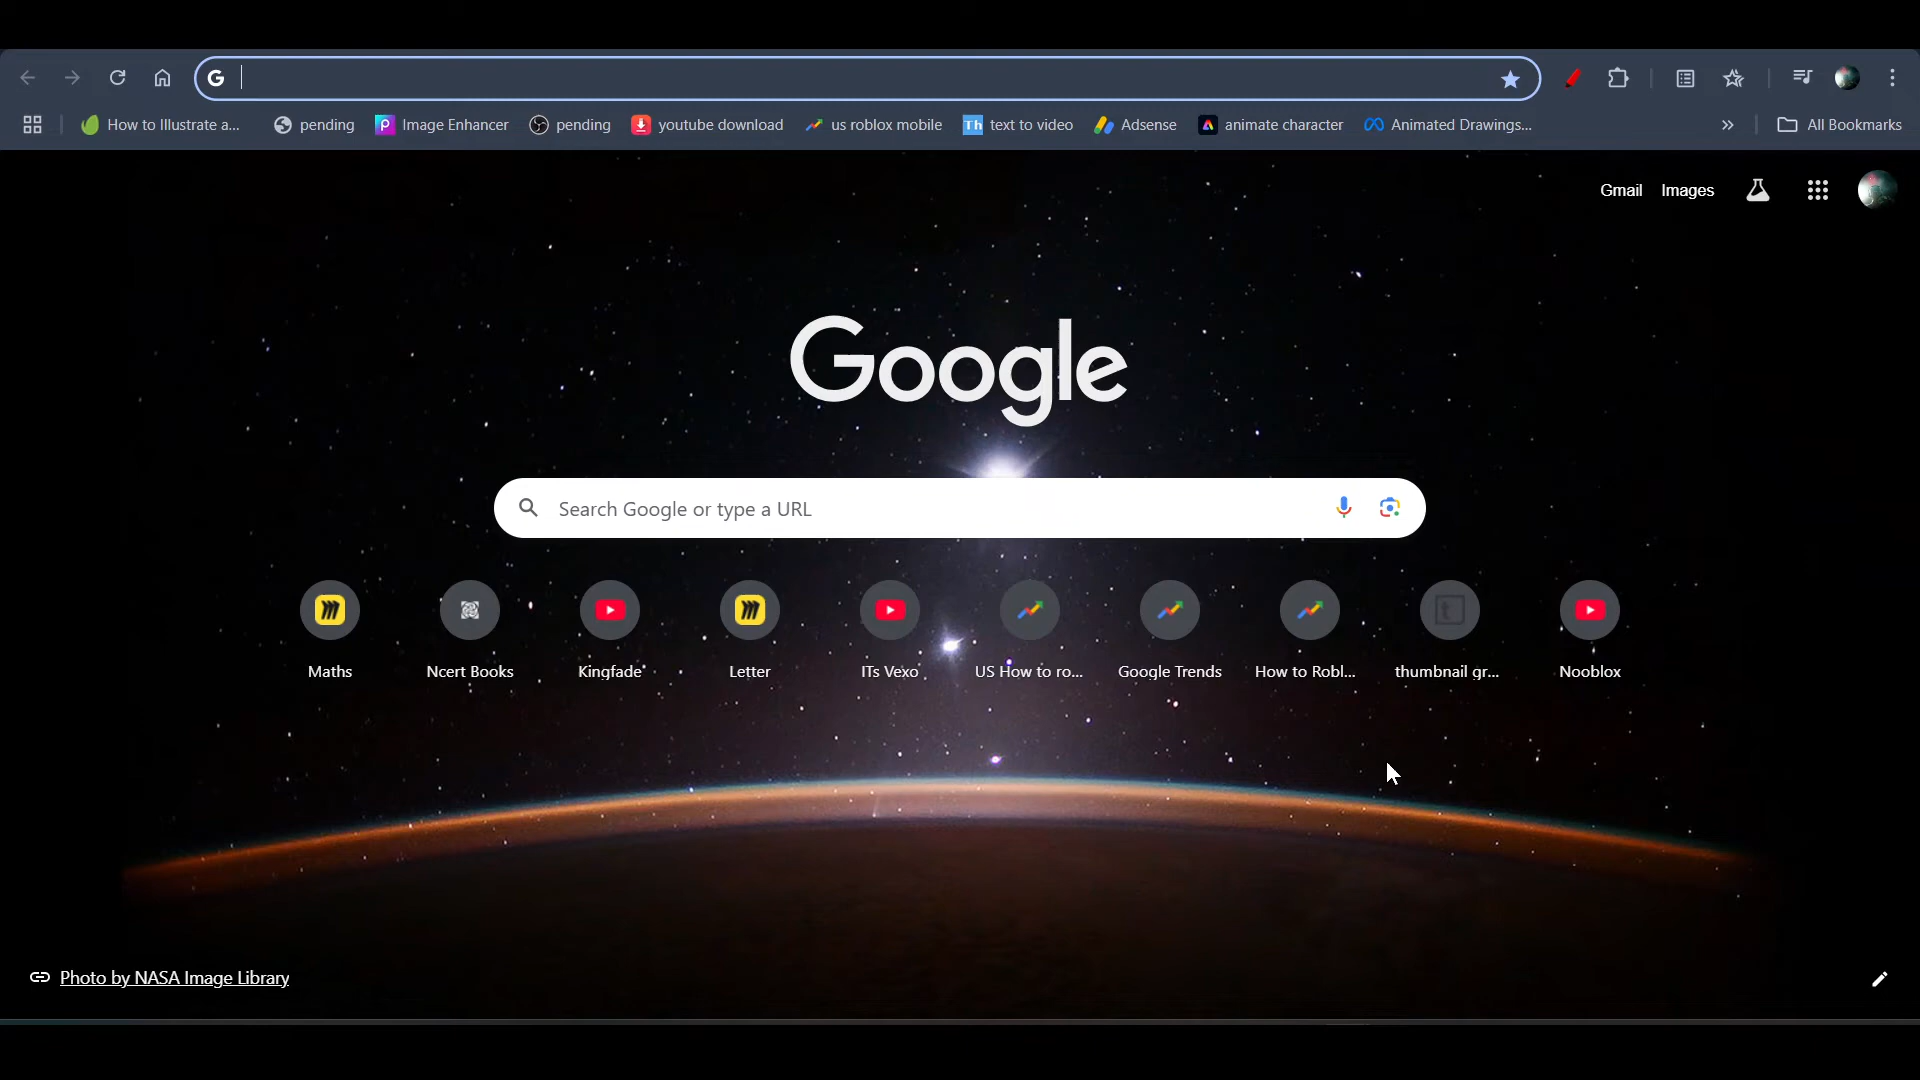 How to Illustrate a...
pending
Image Enhancer
pending
youtube download
us roblox mobile
Th text to video
Adsense
animate character
Animated Drawings...
All Bookmarks
Gmail
Images
Google
Search Google or type a URL
Maths
Ncert Books
Kingfade
Letter
ITs Vexo
US How to ro...
Google Trends
How to Robl...
thumbnail gr...
Nooblox
Photo by NASA Image Library